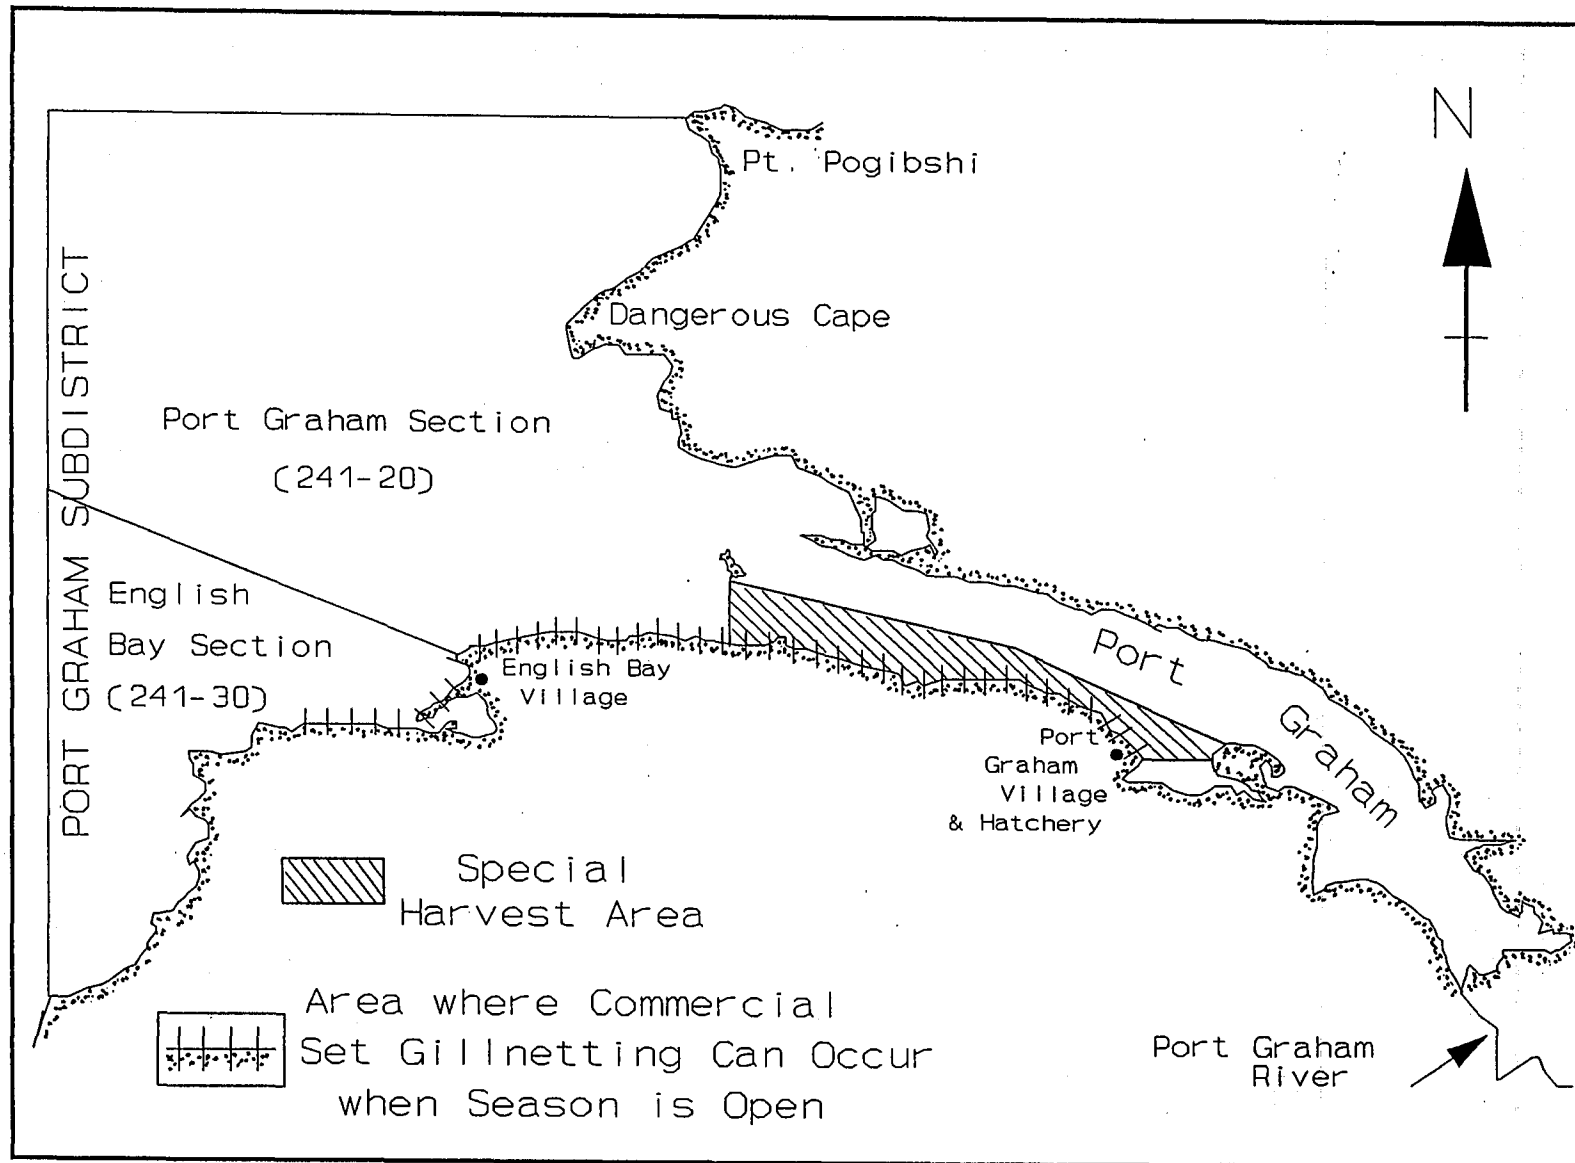 N
Pt. Pogibshi
Dangerous Cape
PORT GRAHAM SUBDISTRICT
Port Graham Section
(241-20)
English
Bay Section
(241-30)
English Bay
Village
Port
Graham
Port
Graham
Village
& Hatchery
Special
Harvest Area
Area where Commercial
Set Gillnetting Can Occur
when Season is Open
Port Graham
River